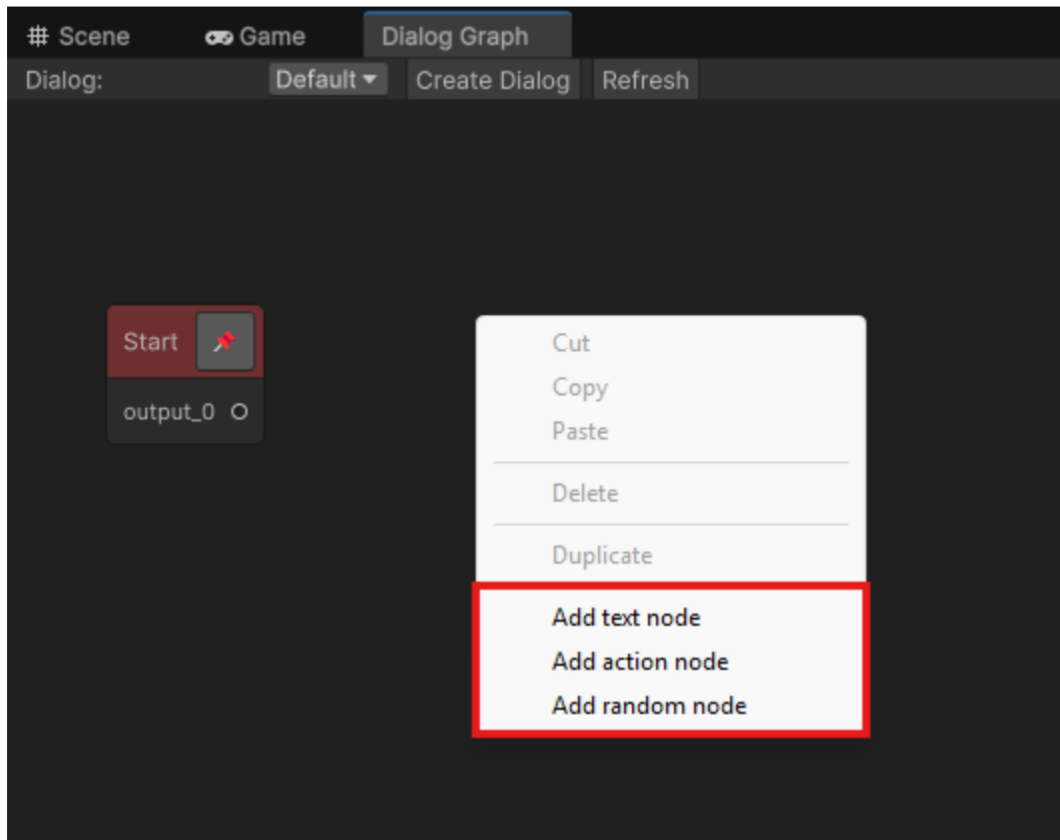 Scene Game Dialog Graph
Dialog: Default Create Dialog Refresh
Start
output_0
Cut
Copy
Paste
Delete
Duplicate
Add text node
Add action node
Add random node